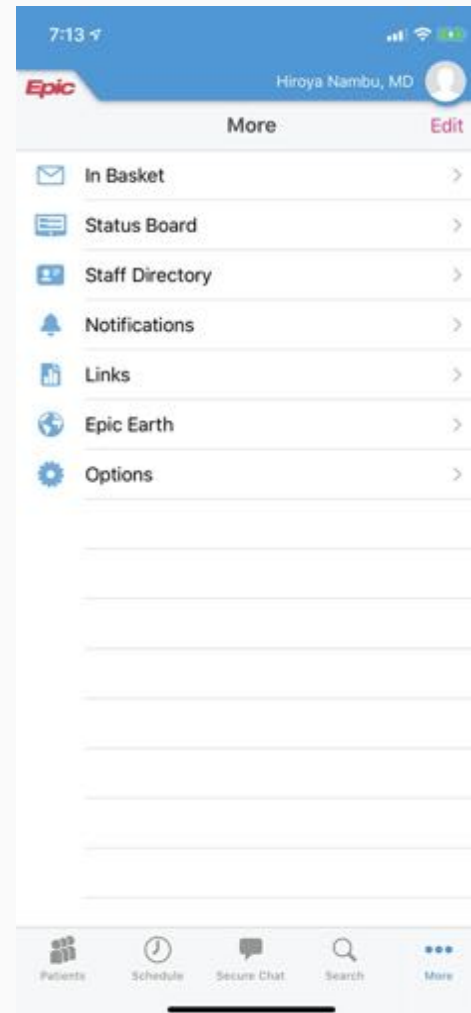 7:13
Epic
Hiroya Nambu, MD
More Edit
In Basket
Status Board
Staff Directory
Notifications
Links
Epic Earth
Options
Patients Schedule Secure Chat Search More